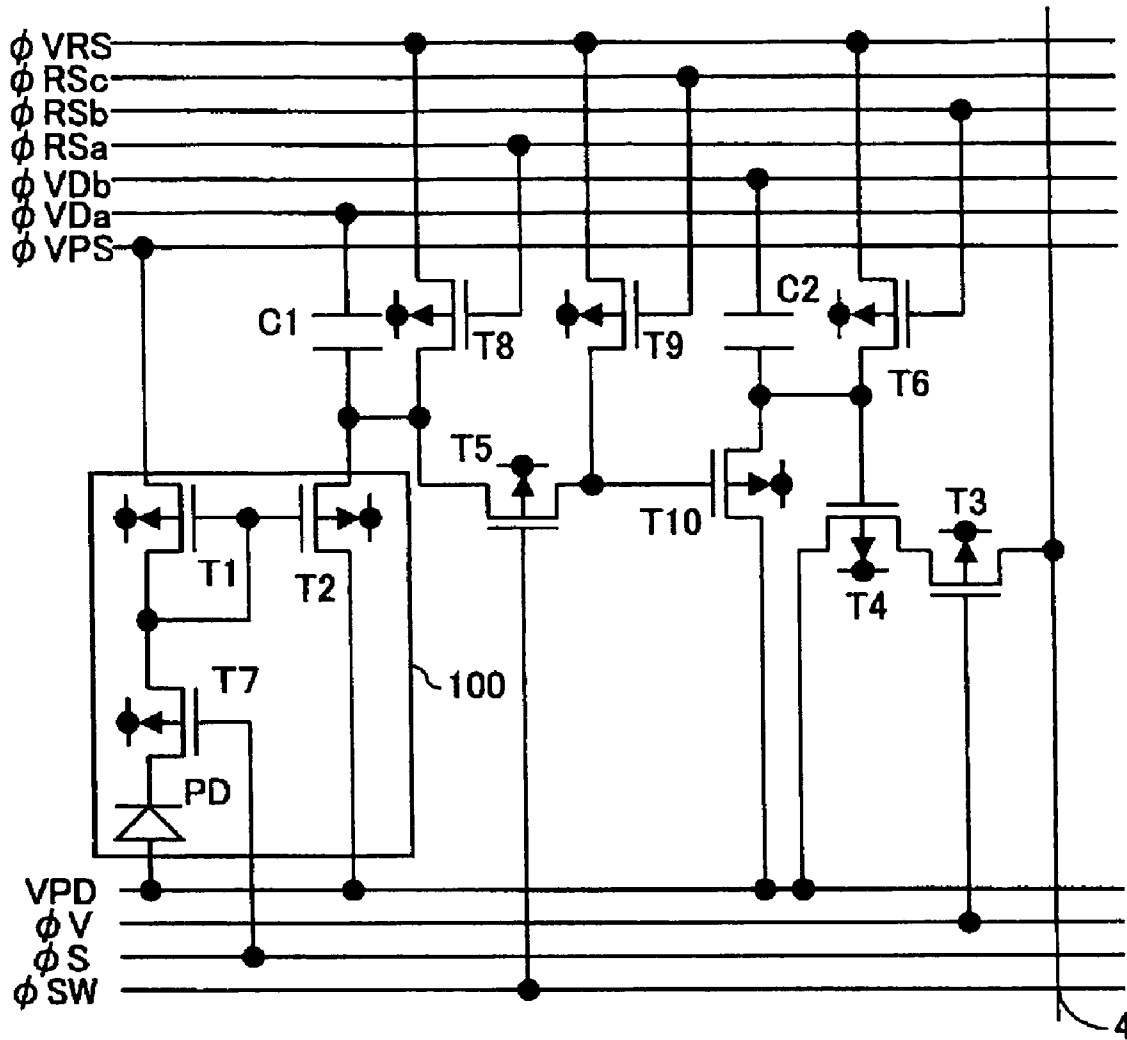 ϕVRS
ϕRSc
ϕRSb
ϕRSa
ϕVDb
ϕVDa
ϕVPS
C1
T8
T9
C2
T6
T5
T10
T3
T4
T1
T2
T7
100
PD
VPD
ϕV
ϕS
ϕSW
4